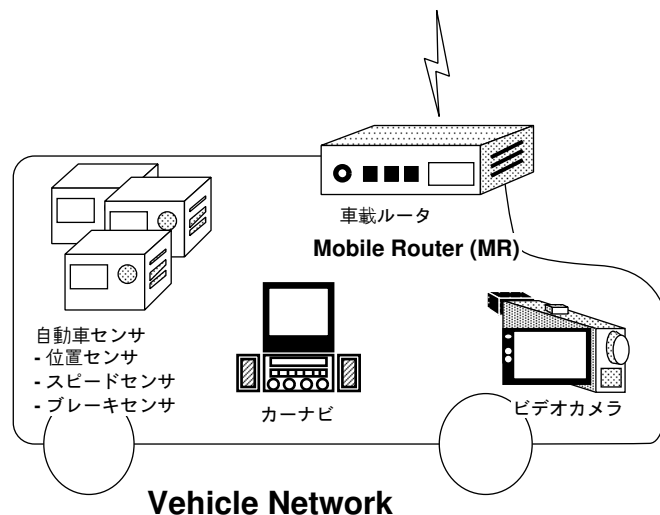 車載ルータ
Mobile Router (MR)
自動車センサ
- 位置センサ
- スピードセンサ
- ブレーキセンサ
カーナビ
ビデオカメラ
Vehicle Network